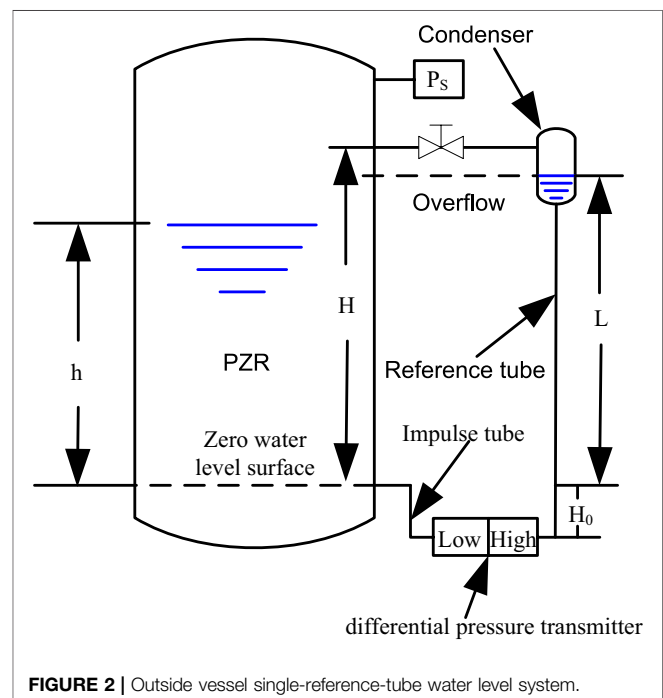 Condenser
Pₛ
Overflow
H
L
h
PZR
Reference tube
Zero water
level surface
Impulse tube
H₀
Low High
differential pressure transmitter
FIGURE 2 | Outside vessel single-reference-tube water level system.